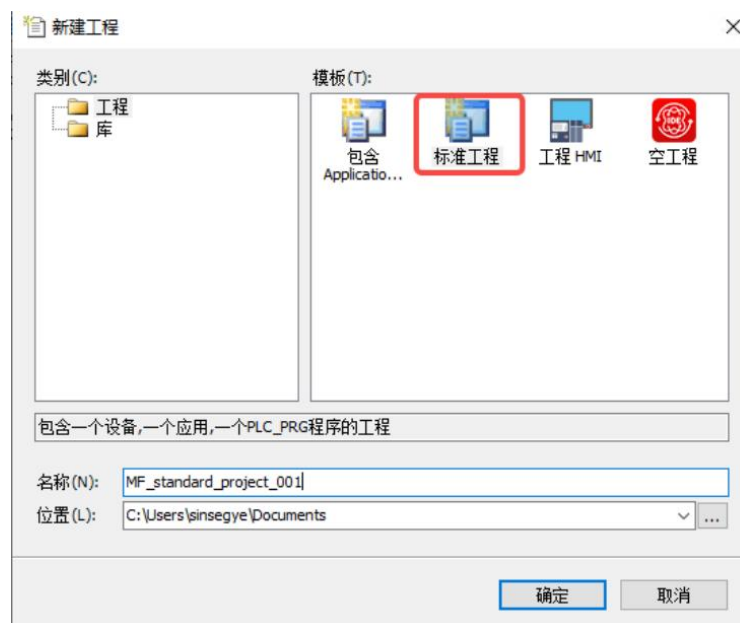 新建工程
类别(C):
工程
库
模板(T):
包含
Applicatio...
标准工程
工程 HMI
空工程
包含一个设备,一个应用,一个PLC_PRG程序的工程
名称(N):
MF_standard_project_001
位置(L):
C:\Users\sinsegye\Documents
...
确定
取消